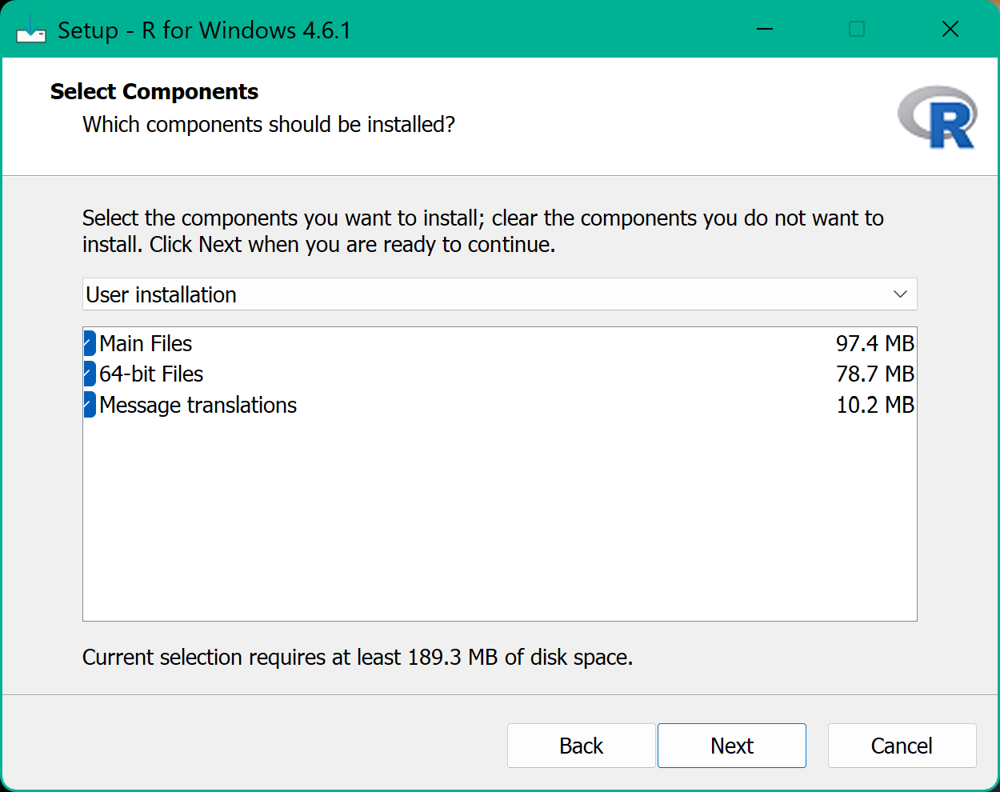 Setup - R for Windows 4.6.1
Select Components
Which components should be installed?
R
Select the components you want to install; clear the components you do not want to
install. Click Next when you are ready to continue.
User installation
Main Files 97.4 MB
64-bit Files 78.7 MB
Message translations 10.2 MB
Current selection requires at least 189.3 MB of disk space.
Back Next Cancel